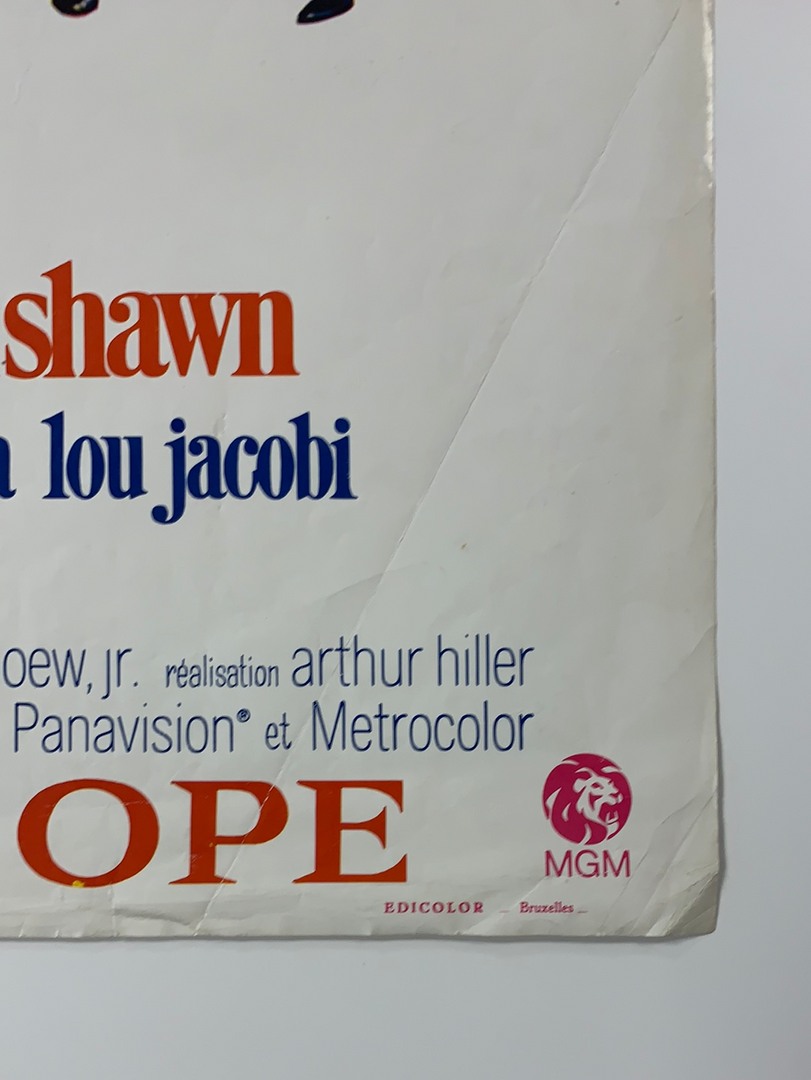 shawn
lou jacobi
oew, jr. réalisation arthur hiller
Panavision® et Metrocolor
OPE
MGM
EDICOLOR _ Bruxelles _